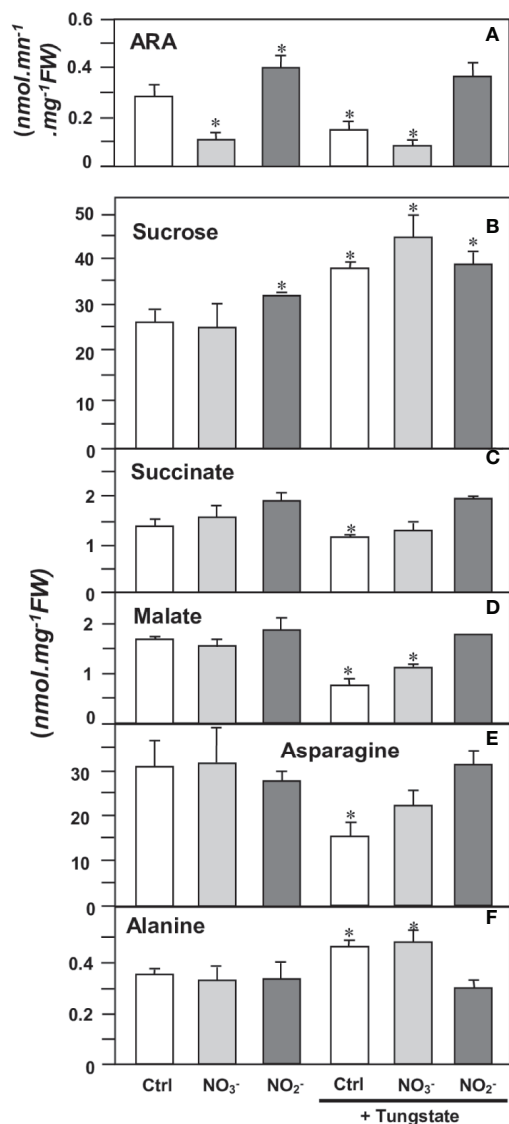 A
ARA
(nmol.mn⁻¹
.mg⁻¹FW)
0.6
0.4
0.2
0
*
*
*
*
B
Sucrose
50
40
30
20
10
0
*
*
*
*
C
Succinate
2
1
0
*
D
Malate
2
1
0
*
*
E
Asparagine
30
20
10
0
*
F
Alanine
0.4
0.2
0
*
*
(nmol.mg⁻¹FW)
Ctrl NO₃⁻ NO₂⁻ Ctrl NO₃⁻ NO₂⁻
+ Tungstate